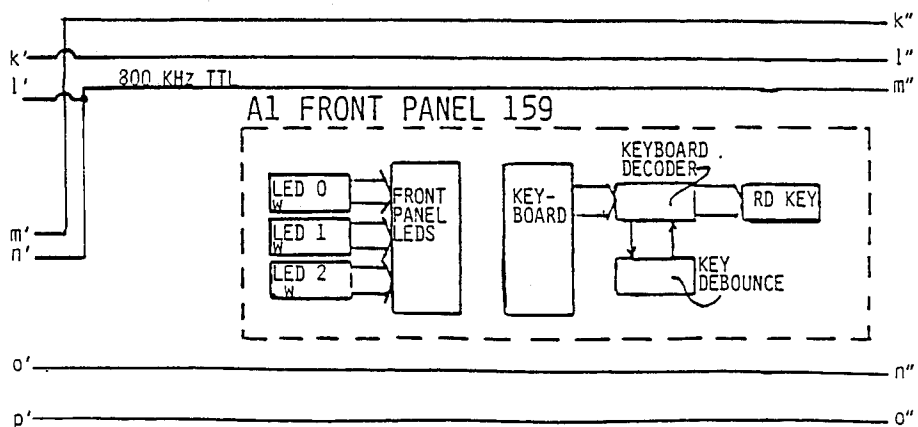 k"
k'
l"
800 KHz TTL
l'
m"
A1 FRONT PANEL 159
KEYBOARD
DECODER
LED 0
W
FRONT
PANEL
LEDS
KEY-
BOARD
RD KEY
LED 1
W
m'
n'
LED 2
W
KEY
DEBOUNCE
o'
n"
p'
o"